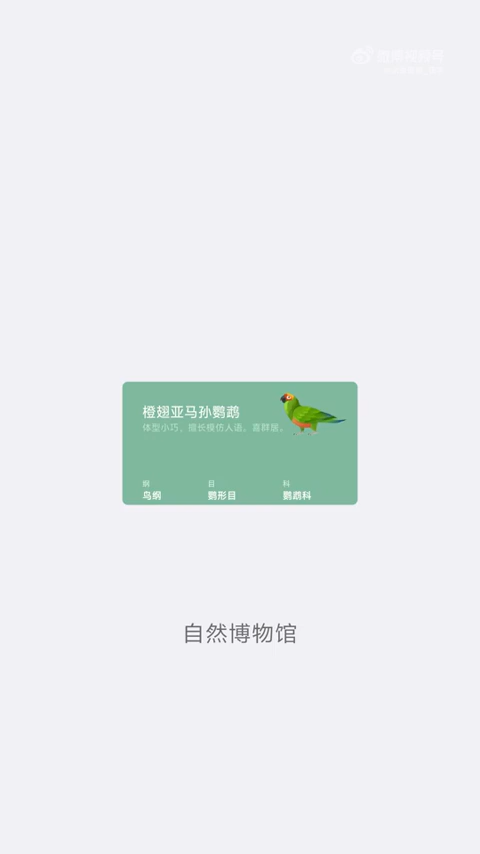 橙翅亚马孙鹦鹉
体型小巧，擅长模仿人语。喜群居。
纲
目
科
鸟纲
鹦形目
鹦鹉科
自然博物馆